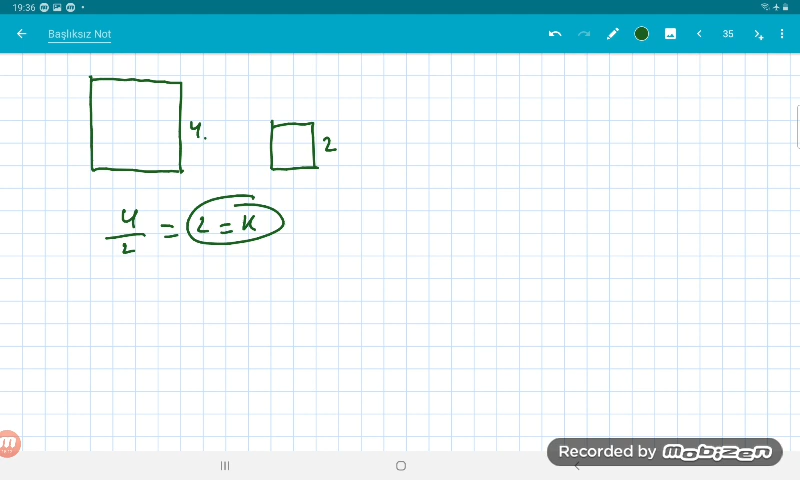 19:36
Başlıksız Not
35
4.
2
4/2 = 2 = K
Recorded by mobizen